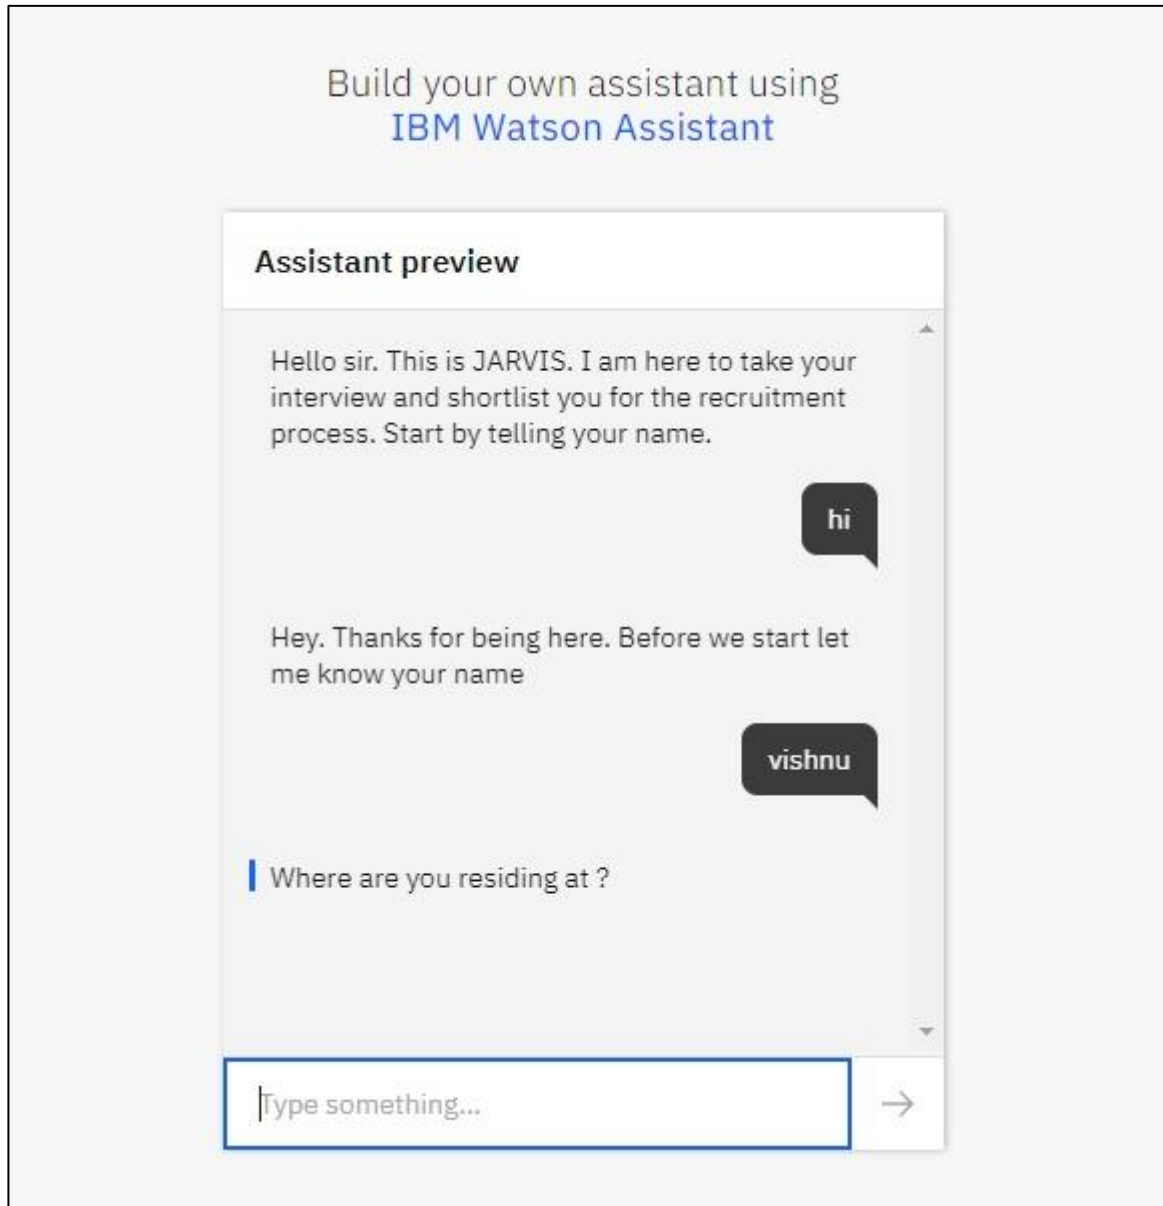 Build your own assistant using
IBM Watson Assistant
Assistant preview
Hello sir. This is JARVIS. I am here to take your
interview and shortlist you for the recruitment
process. Start by telling your name.
hi
Hey. Thanks for being here. Before we start let
me know your name
vishnu
Where are you residing at ?
Type something...